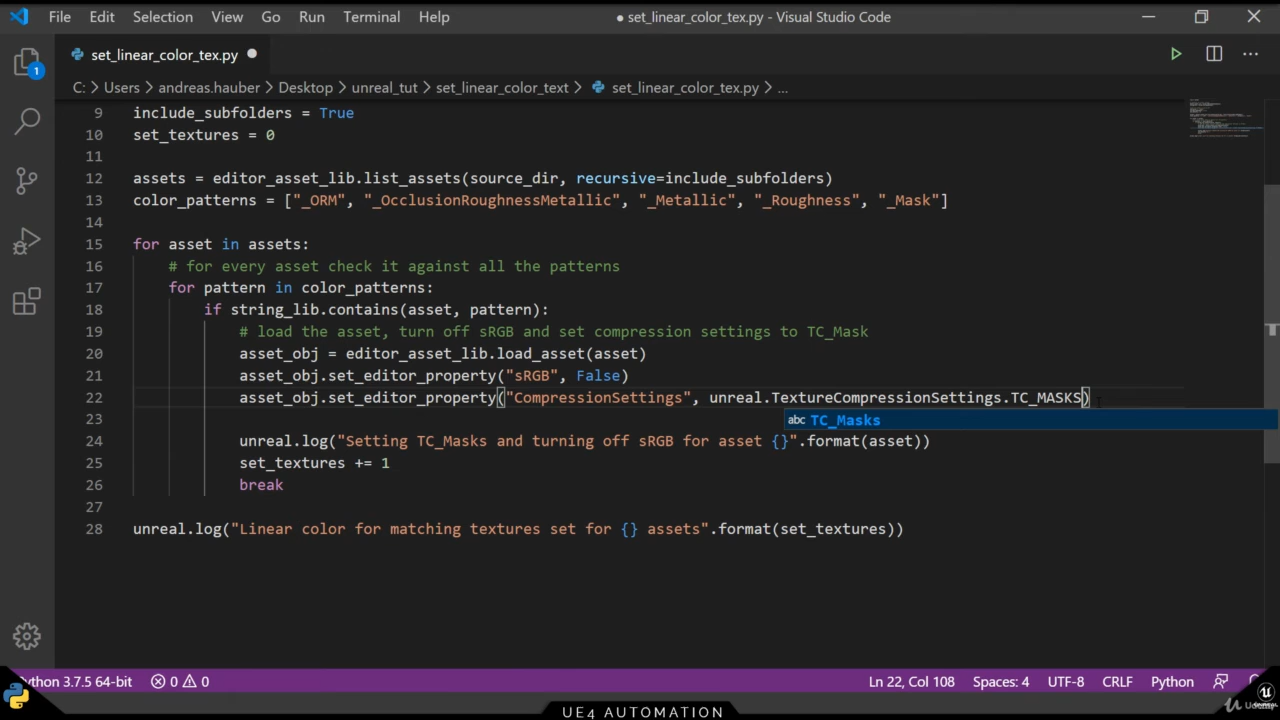 File Edit Selection View Go Run Terminal Help ● set_linear_color_tex.py - Visual Studio Code
set_linear_color_tex.py
1
C: > Users > andreas.hauber > Desktop > unreal_tut > set_linear_color_text > set_linear_color_tex.py > ...
9 include_subfolders = True
10 set_textures = 0
11
12 assets = editor_asset_lib.list_assets(source_dir, recursive=include_subfolders)
13 color_patterns = ["_ORM", "_OcclusionRoughnessMetallic", "_Metallic", "_Roughness", "_Mask"]
14
15 for asset in assets:
16 # for every asset check it against all the patterns
17 for pattern in color_patterns:
18 if string_lib.contains(asset, pattern):
19 # load the asset, turn off sRGB and set compression settings to TC_Mask
20 asset_obj = editor_asset_lib.load_asset(asset)
21 asset_obj.set_editor_property("sRGB", False)
22 asset_obj.set_editor_property("CompressionSettings", unreal.TextureCompressionSettings.TC_MASKS)
23 abc TC_Masks
24 unreal.log("Setting TC_Masks and turning off sRGB for asset {}".format(asset))
25 set_textures += 1
26 break
27
28 unreal.log("Linear color for matching textures set for {} assets".format(set_textures))
ython 3.7.5 64-bit 0 0 Ln 22, Col 108 Spaces: 4 UTF-8 CRLF Python
UE4 AUTOMATION